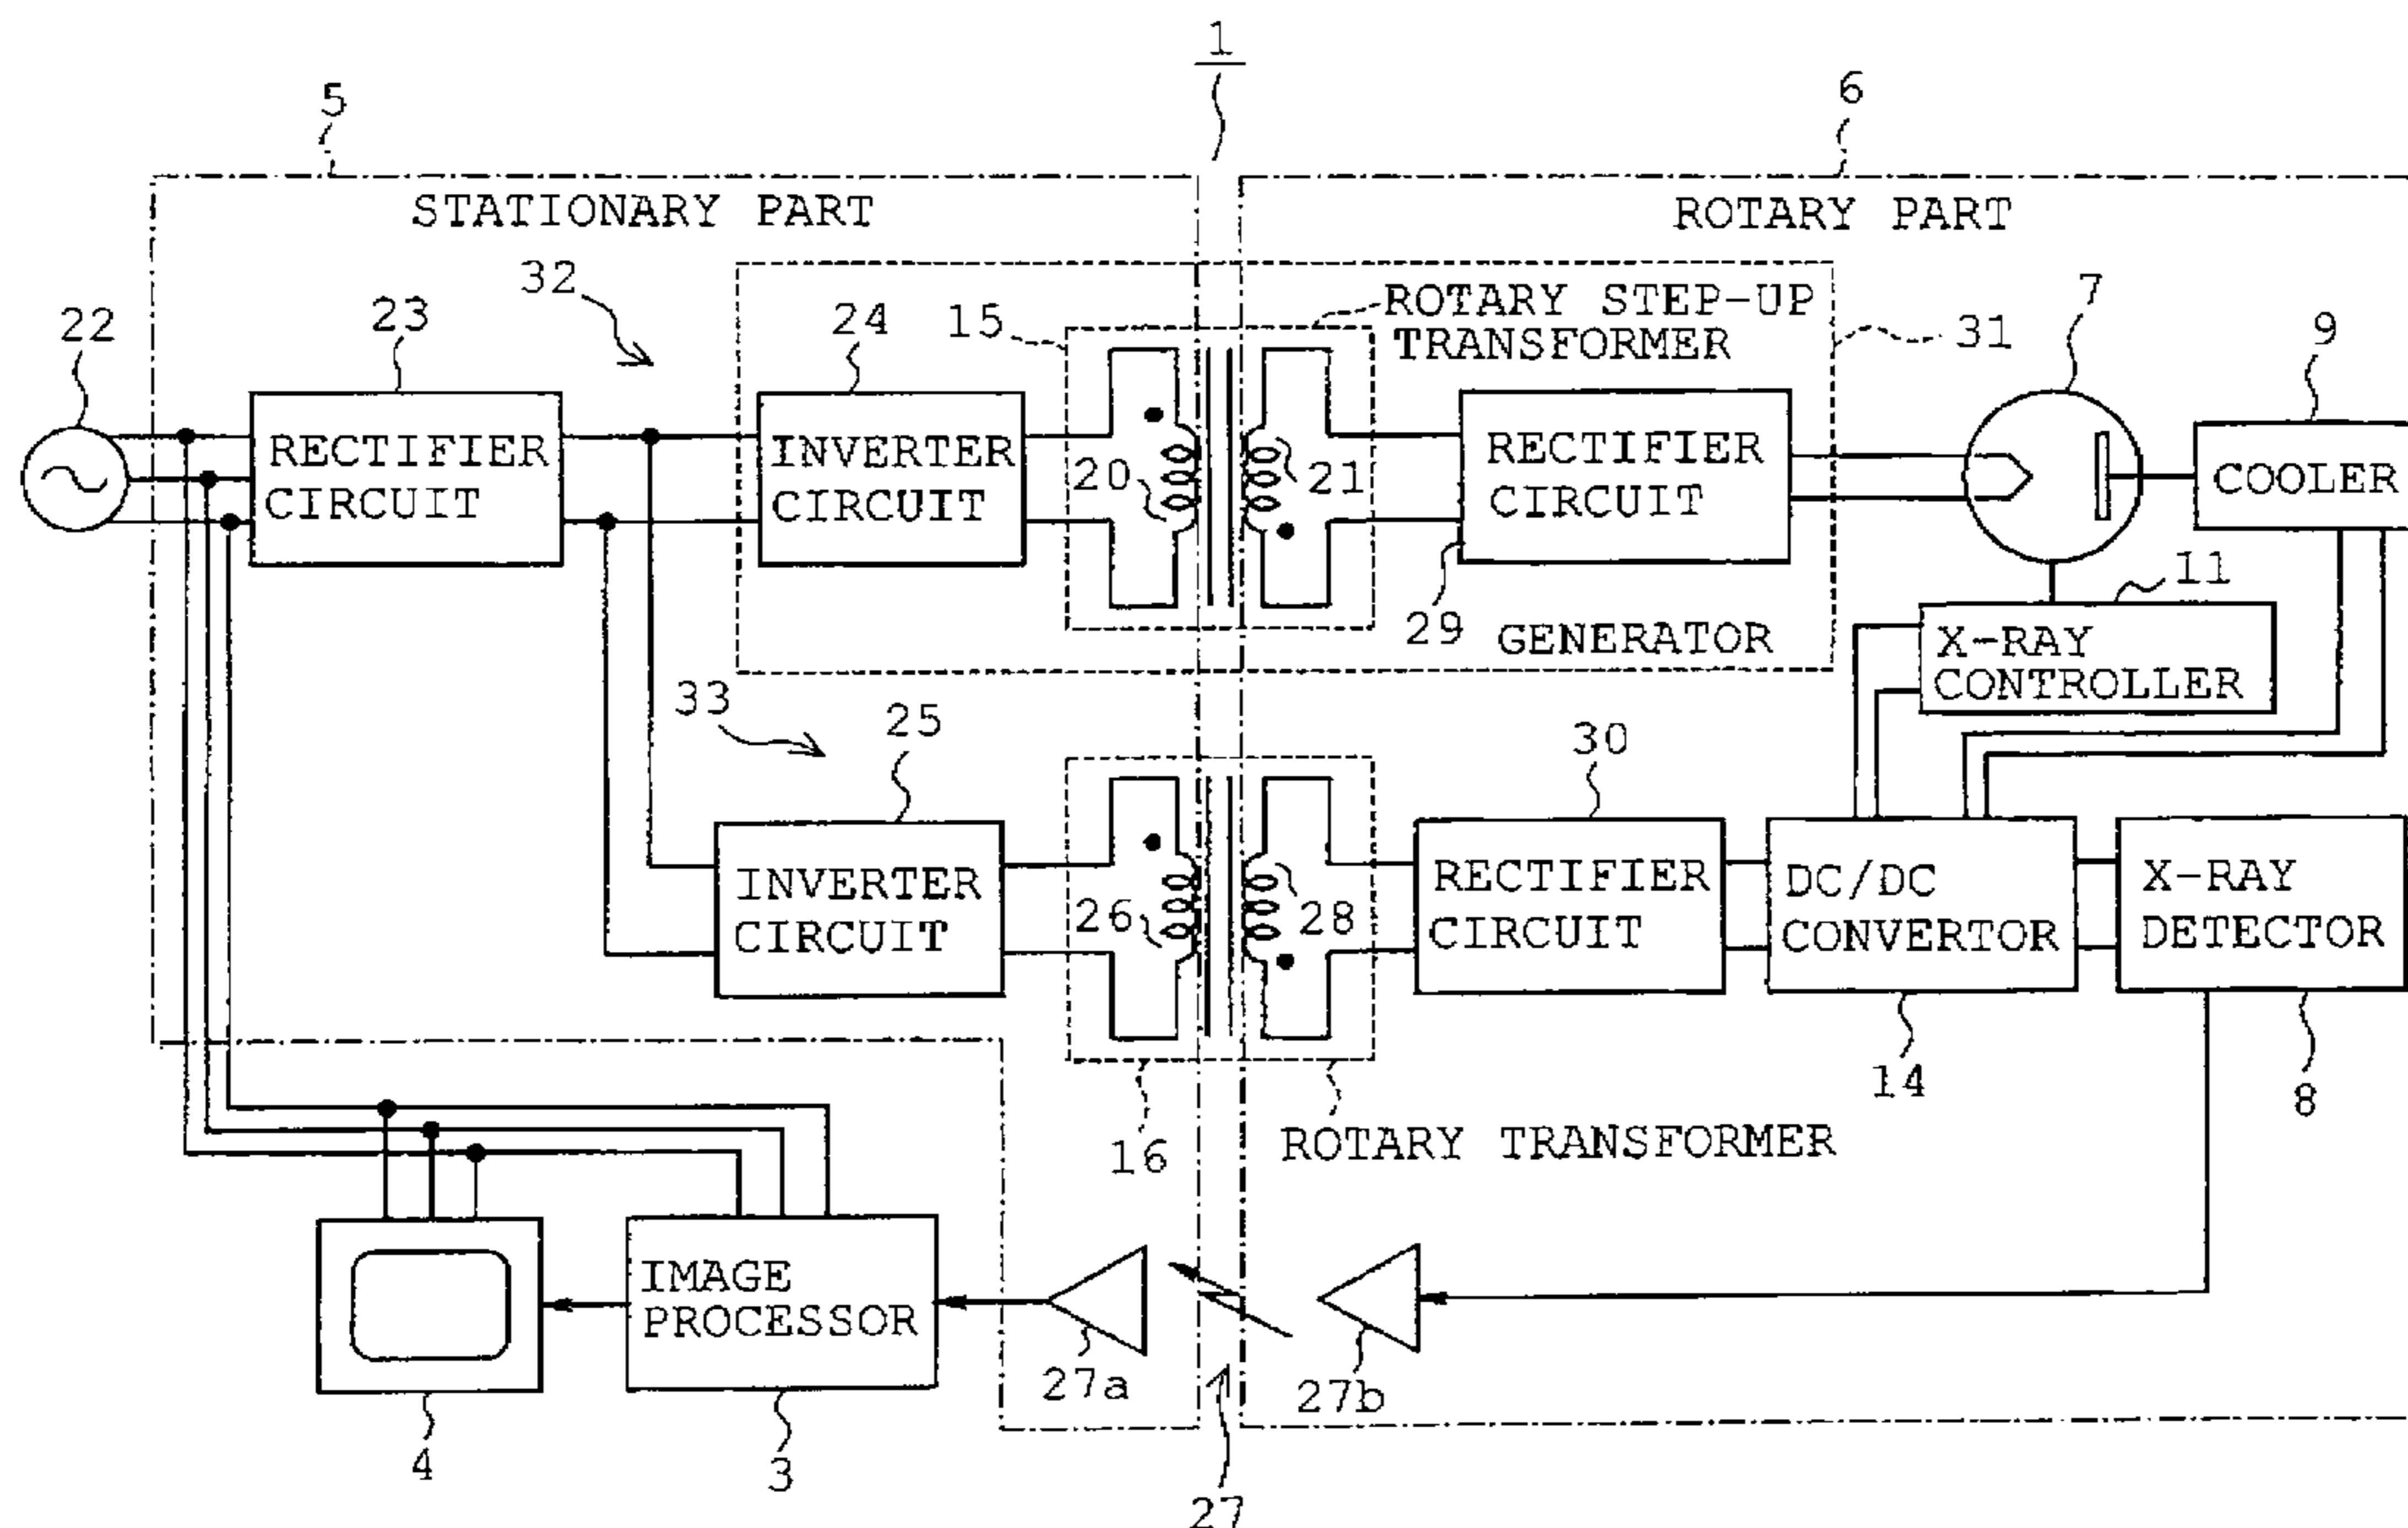 1
5
6
STATIONARY PART
ROTARY PART
32
15
ROTARY STEP-UP
TRANSFORMER
31
7
9
22
23
24
RECTIFIER
CIRCUIT
INVERTER
CIRCUIT
20
21
RECTIFIER
CIRCUIT
COOLER
29
GENERATOR
11
X-RAY
CONTROLLER
33
25
30
INVERTER
CIRCUIT
26
28
RECTIFIER
CIRCUIT
DC/DC
CONVERTOR
X-RAY
DETECTOR
14
8
16
ROTARY TRANSFORMER
IMAGE
PROCESSOR
27a
27b
4
3
27